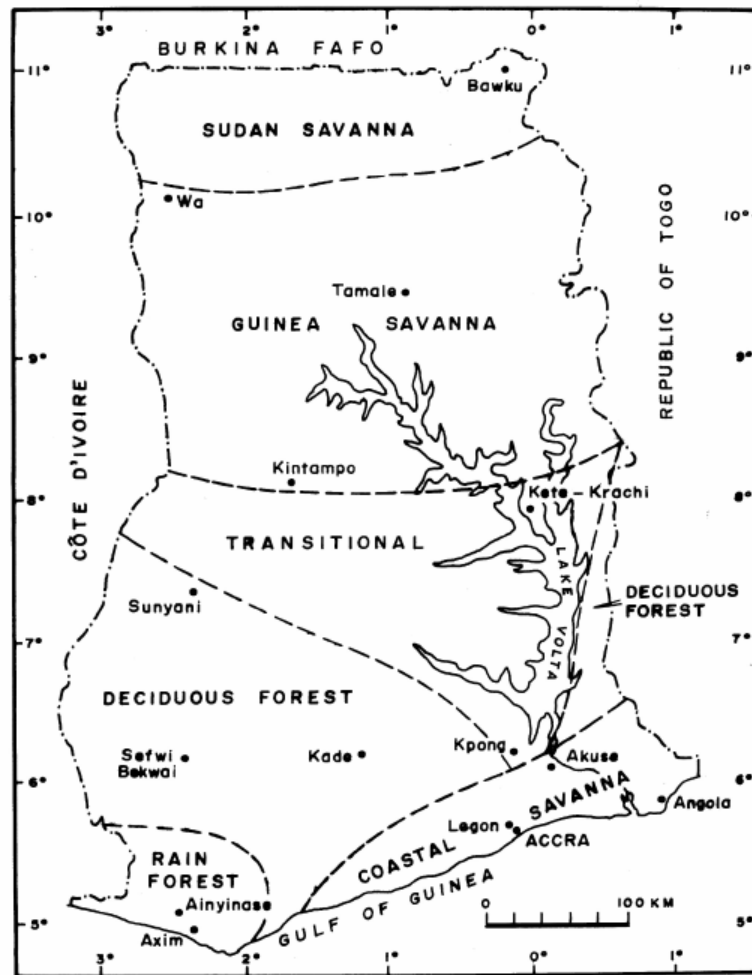 3° 2° 1° 0° 1°
BURKINA FAFO
11° 11°
Bawku
SUDAN SAVANNA
Wa
10° 10°
REPUBLIC OF TOGO
Tamale
GUINEA SAVANNA
9° 9°
CÔTE D'IVOIRE
Kintampo
8° 8°
Kete-Krachi
TRANSITIONAL
LAKE VOLTA
Sunyani
DECIDUOUS
FOREST
7° 7°
DECIDUOUS FOREST
Sefwi
Bekwai
Kade
Kpong
Akuse
6° 6°
Angola
COASTAL SAVANNA
Legon
ACCRA
RAIN
FOREST
Ainyinase
GULF OF GUINEA
0 100 KM
5° 5°
Axim
3° 2° 1° 0° 1°